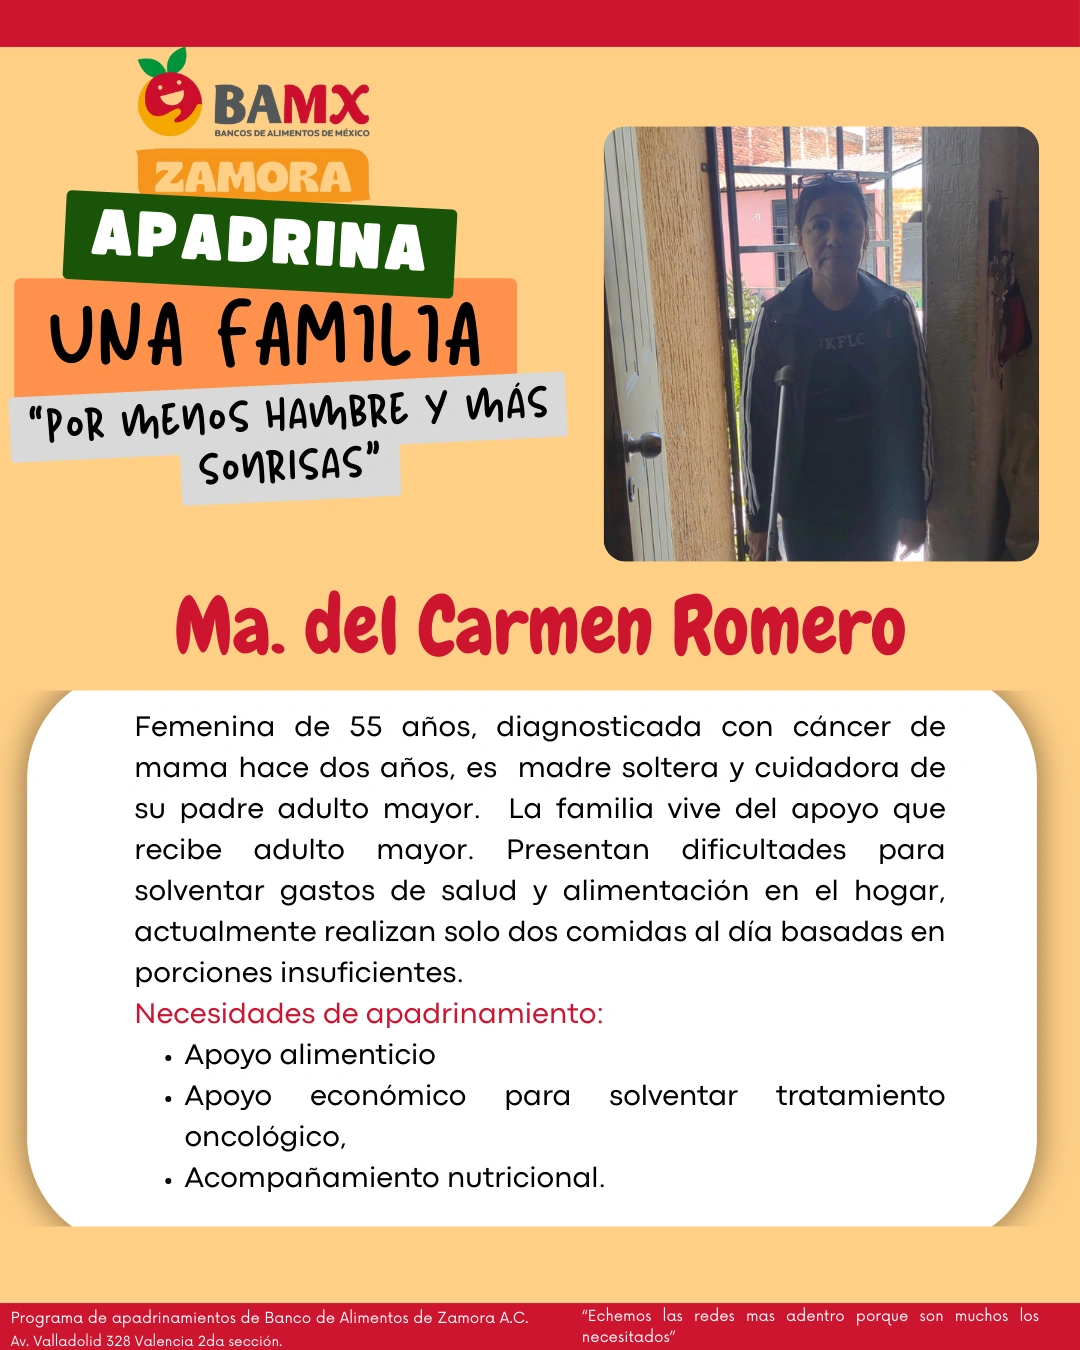 BAMX
BANCOS DE ALIMENTOS DE MÉXICO
ZAMORA
APADRINA
UNA FAMILIA
"POR MENOS HAMBRE Y MÁS
SONRISAS"
Ma. del Carmen Romero
Femenina de 55 años, diagnosticada con cáncer de
mama hace dos años, es madre soltera y cuidadora de
su padre adulto mayor. La familia vive del apoyo que
recibe adulto mayor. Presentan dificultades para
solventar gastos de salud y alimentación en el hogar,
actualmente realizan solo dos comidas al día basadas en
porciones insuficientes.
Necesidades de apadrinamiento:
• Apoyo alimenticio
• Apoyo económico para solventar tratamiento
oncológico,
• Acompañamiento nutricional.
Programa de apadrinamientos de Banco de Alimentos de Zamora A.C.
Av. Valladolid 328 Valencia 2da sección.
"Echemos las redes mas adentro porque son muchos los
necesitados"